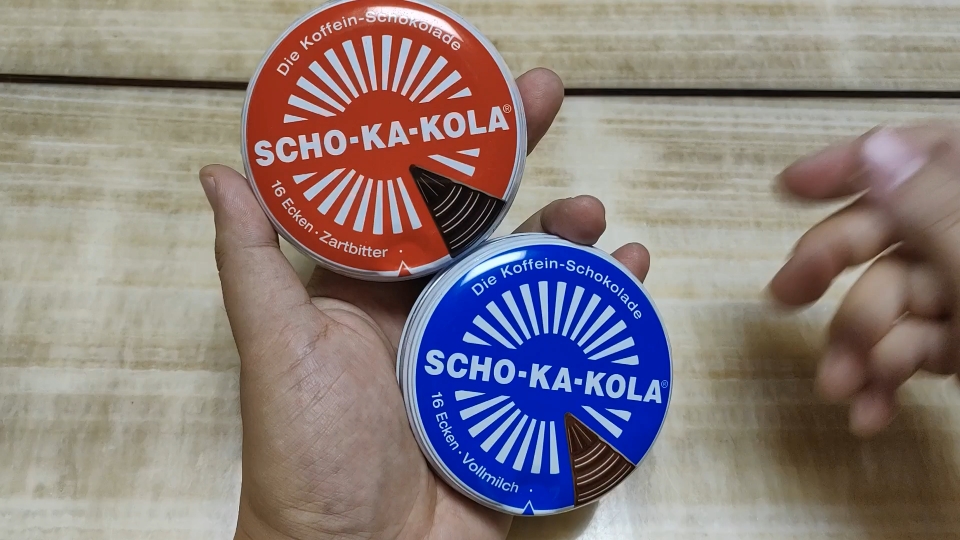 Die Koffein-Schokolade
SCHO-KA-KOLA®
16 Ecken · Zartbitter
Die Koffein-Schokolade
SCHO-KA-KOLA®
16 Ecken · Vollmilch